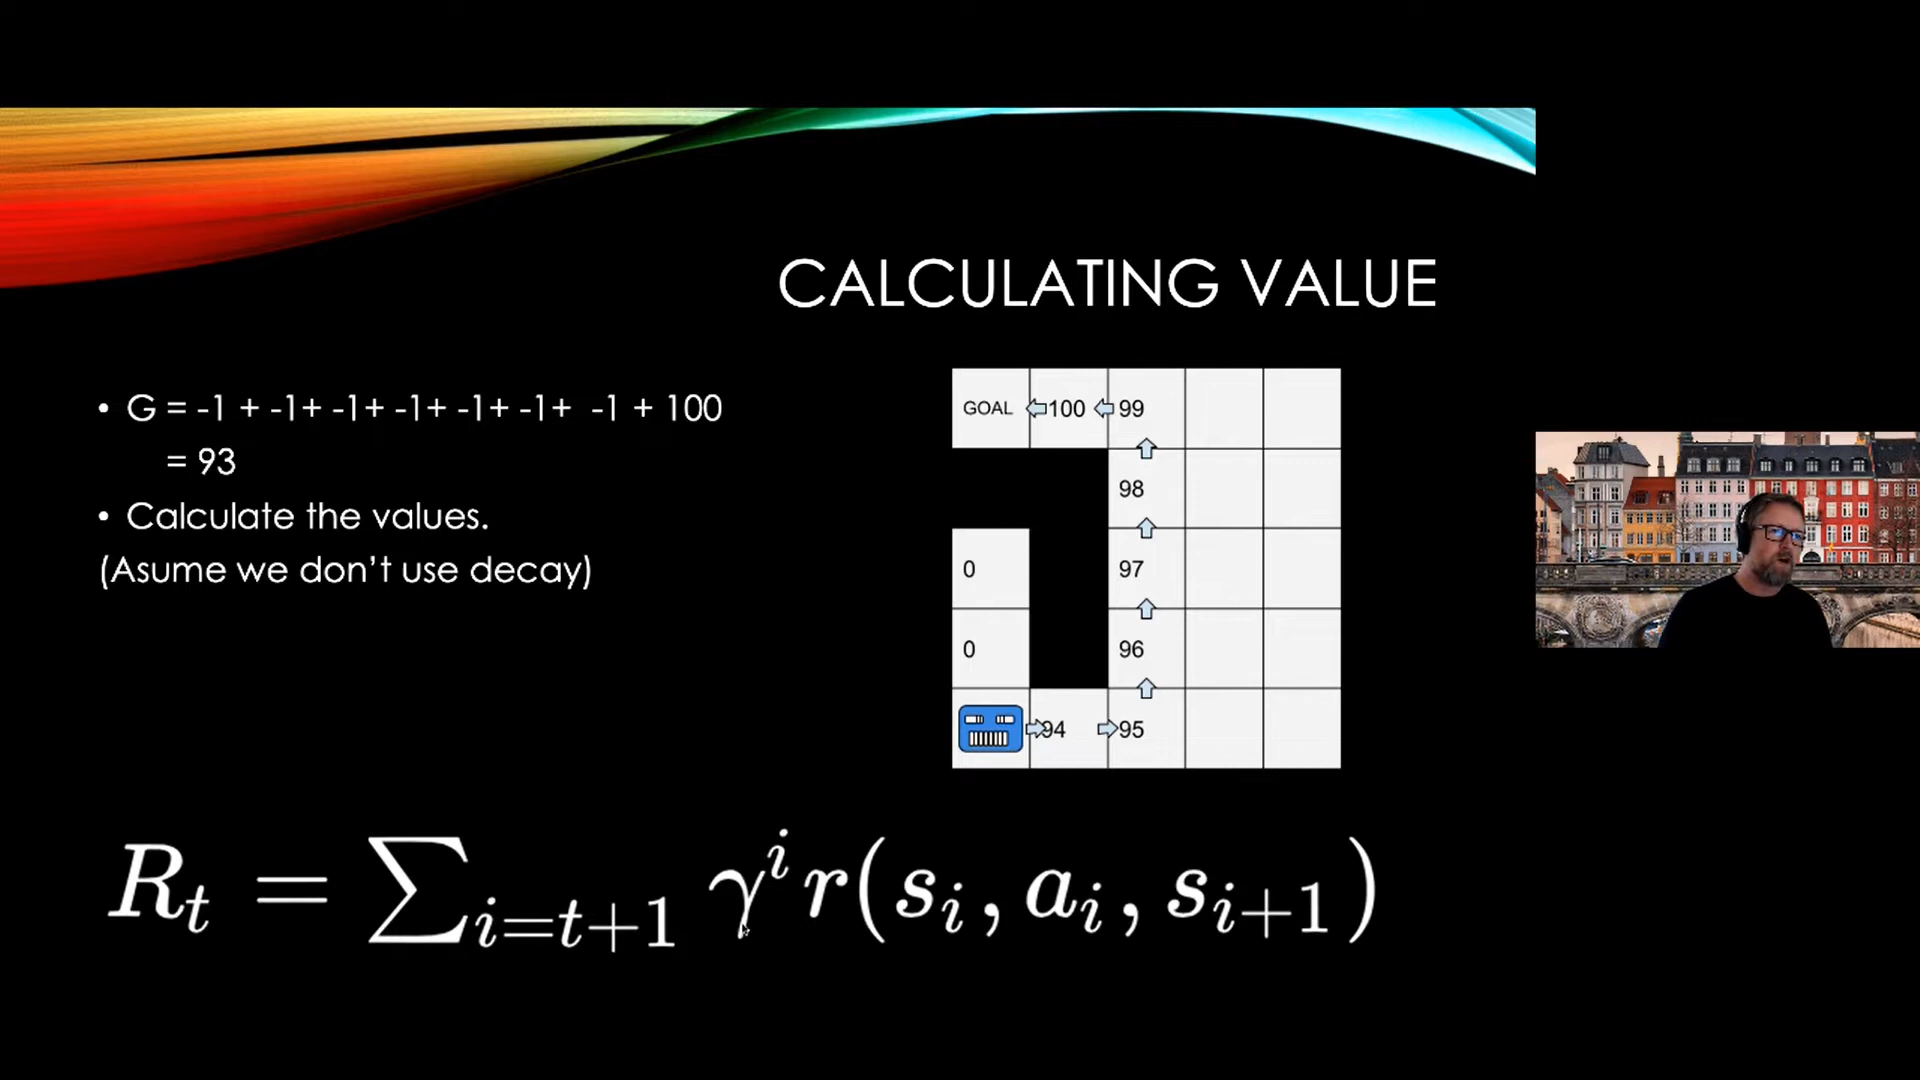 CALCULATING VALUE
• G = -1 + -1+ -1+ -1+ -1+ -1+ -1 + 100
= 93
• Calculate the values.
(Asume we don't use decay)
GOAL 100 99
98
0 97
0 96
94 95
R_t = ∑_{i=t+1} γ^i r(s_i, a_i, s_{i+1})